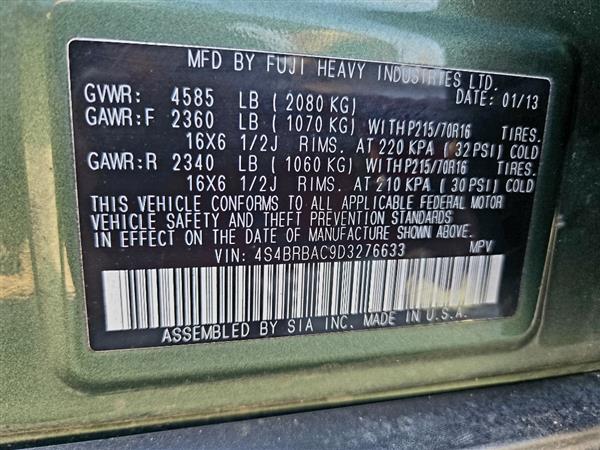 MFD BY FUJI HEAVY INDUSTRIES LTD.
GVWR: 4585 LB ( 2080 KG) DATE: 01/13
GAWR:F 2360 LB ( 1070 KG) WITH P215/70R16 TIRES.
16X6 1/2J RIMS. AT 220 KPA ( 32 PSI) COLD
GAWR:R 2340 LB ( 1060 KG) WITH P215/70R16 TIRES.
16X6 1/2J RIMS. AT 210 KPA ( 30 PSI) COLD
THIS VEHICLE CONFORMS TO ALL APPLICABLE FEDERAL MOTOR
VEHICLE SAFETY AND THEFT PREVENTION STANDARDS
IN EFFECT ON THE DATE OF MANUFACTURE SHOWN ABOVE.
VIN: 4S4BRBAC9D3276633 MPV
ASSEMBLED BY SIA INC. MADE IN U.S.A.